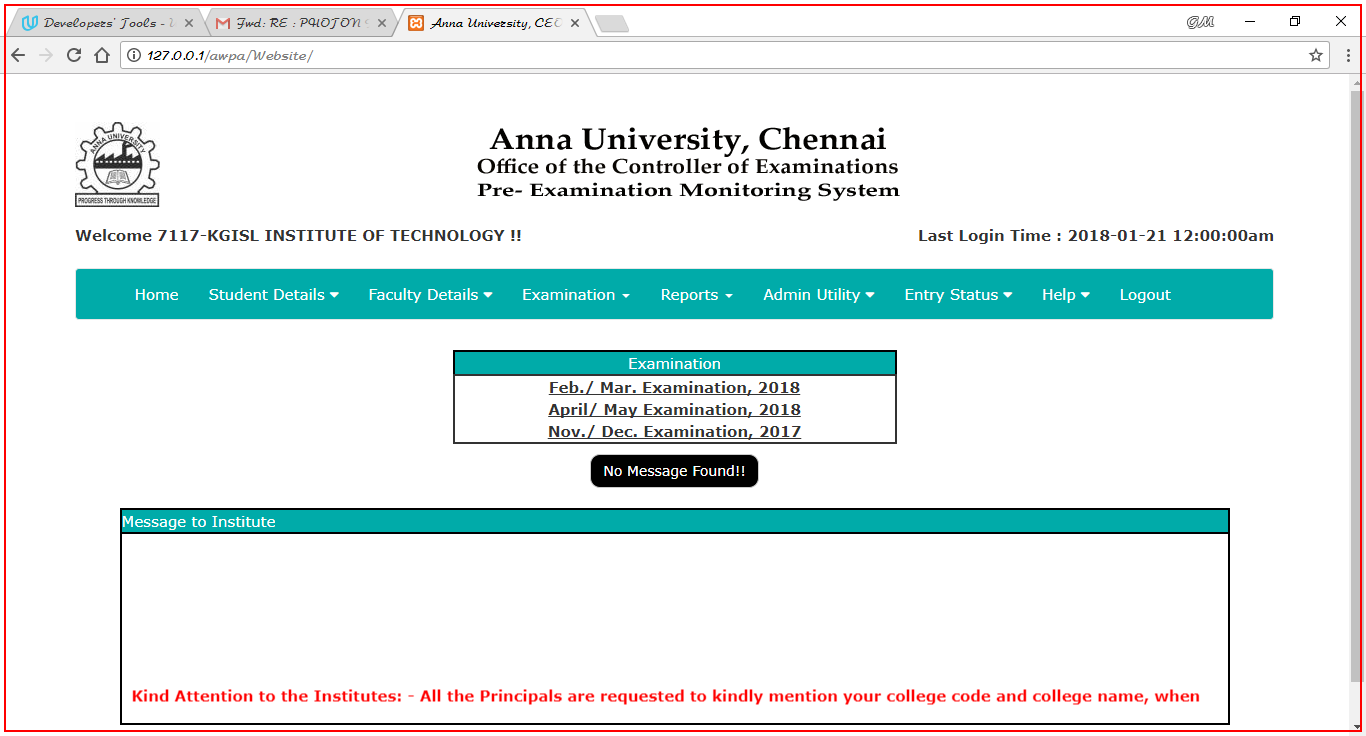 Developers' Tools - U
Fwd: RE : PHOTON
Anna University, CEO
GM
127.0.0.1/awpa/Website/
ANNA UNIVERSITY
PROGRESS THROUGH KNOWLEDGE
Anna University, Chennai
Office of the Controller of Examinations
Pre- Examination Monitoring System
Welcome 7117-KGISL INSTITUTE OF TECHNOLOGY !!
Last Login Time : 2018-01-21 12:00:00am
Home Student Details Faculty Details Examination Reports Admin Utility Entry Status Help Logout
Examination
Feb./ Mar. Examination, 2018
April/ May Examination, 2018
Nov./ Dec. Examination, 2017
No Message Found!!
Message to Institute
Kind Attention to the Institutes: - All the Principals are requested to kindly mention your college code and college name, when